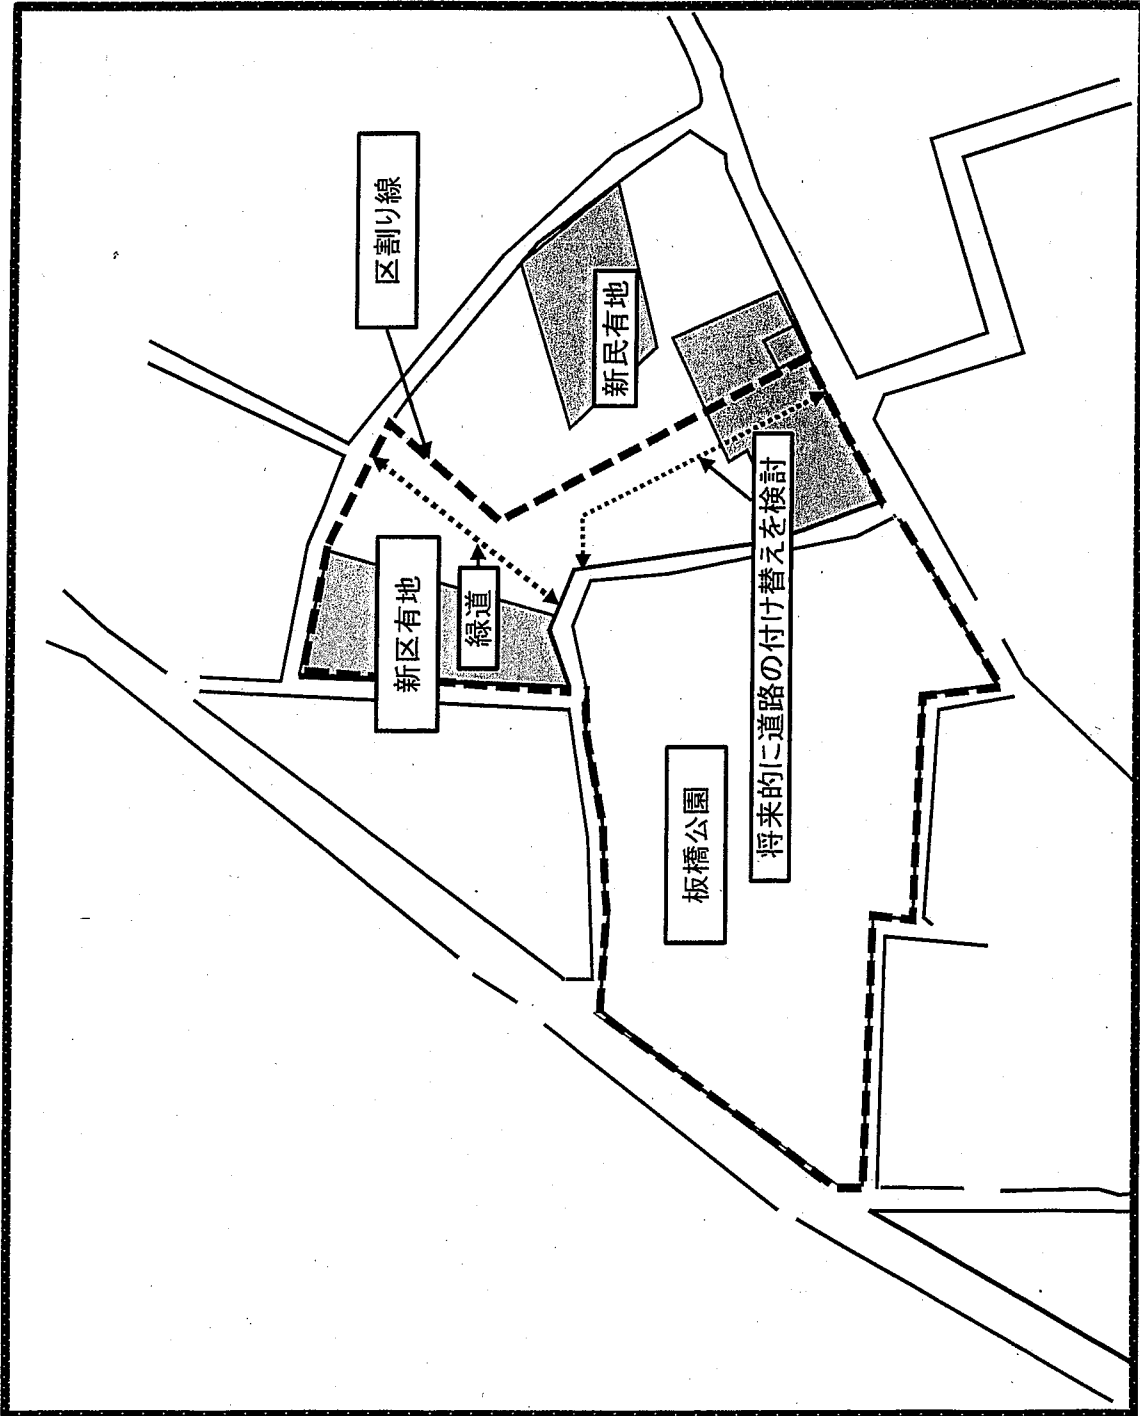 区割り線
新民有地
新区有地
緑道
将来的に道路の付け替えを検討
板橋公園